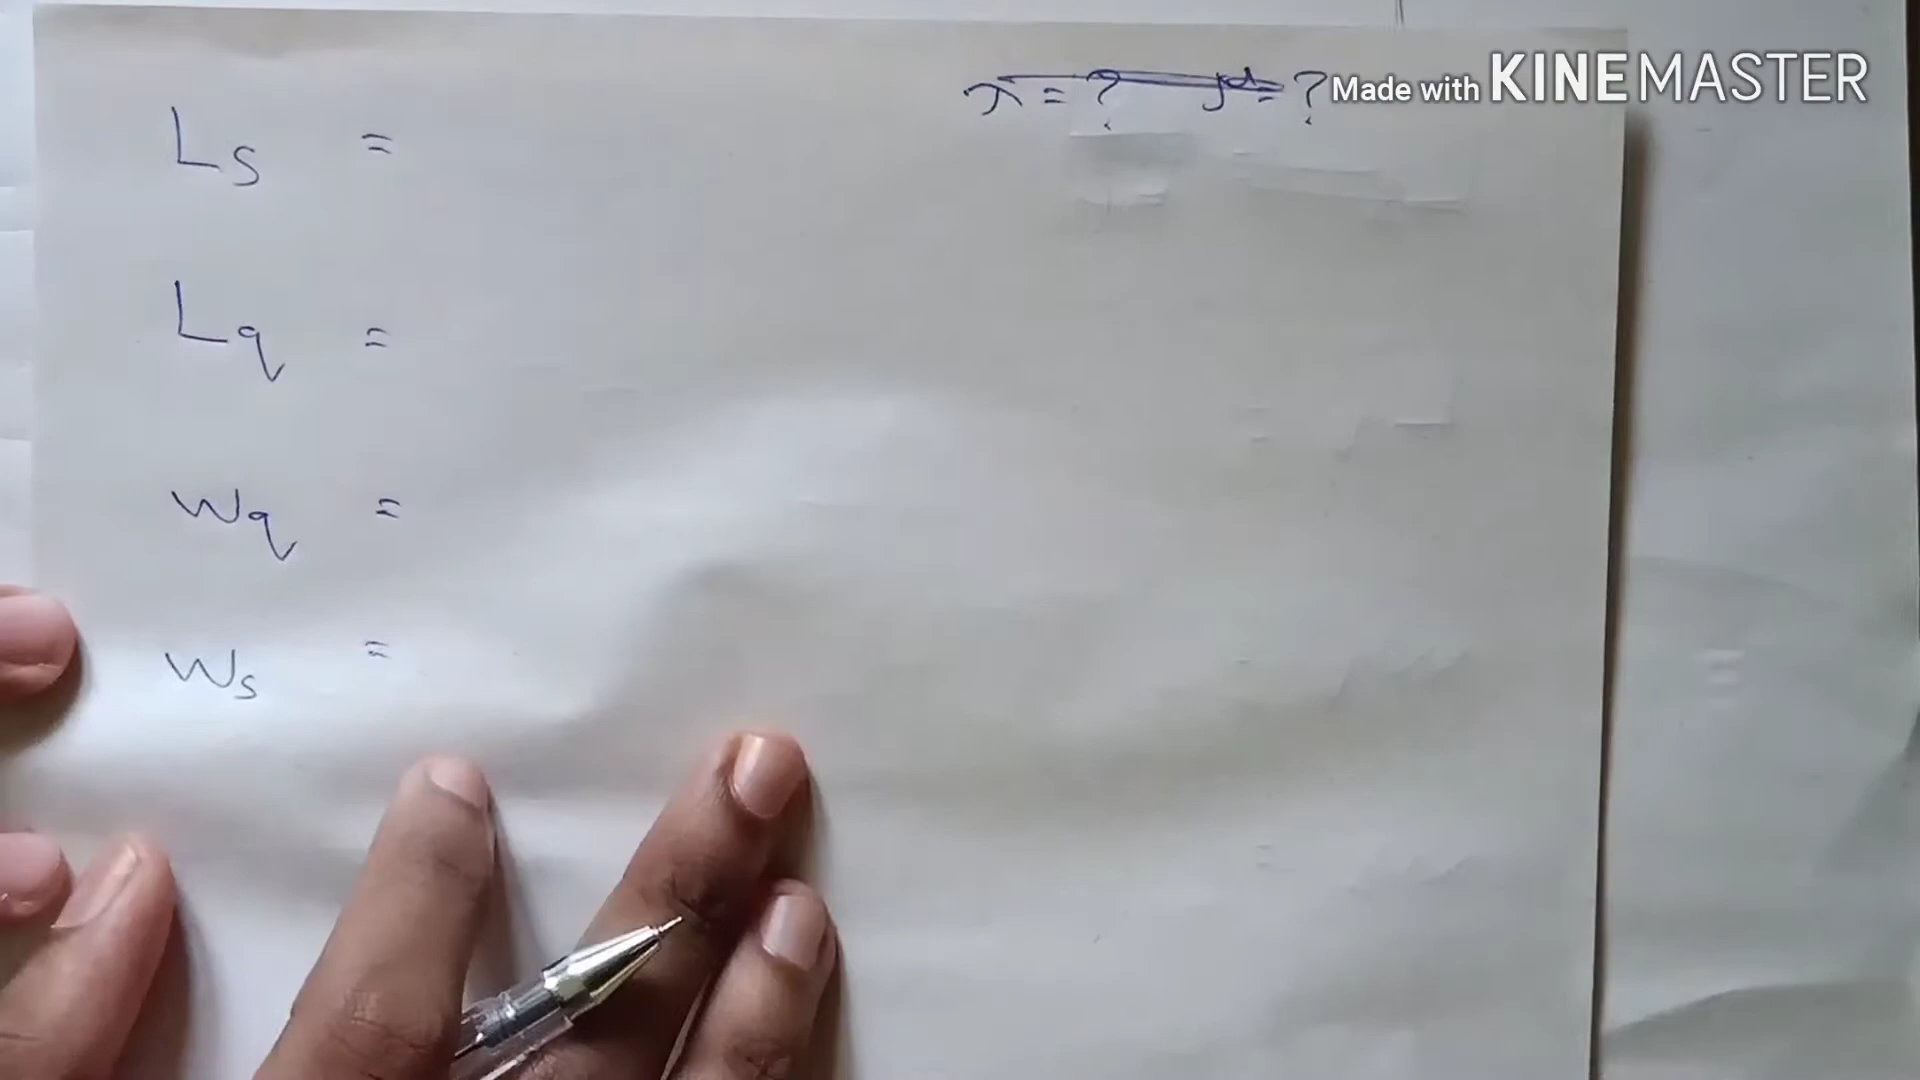 λ = ? μ = ? Made with KINEMASTER
Ls =
Lq =
Wq =
Ws =